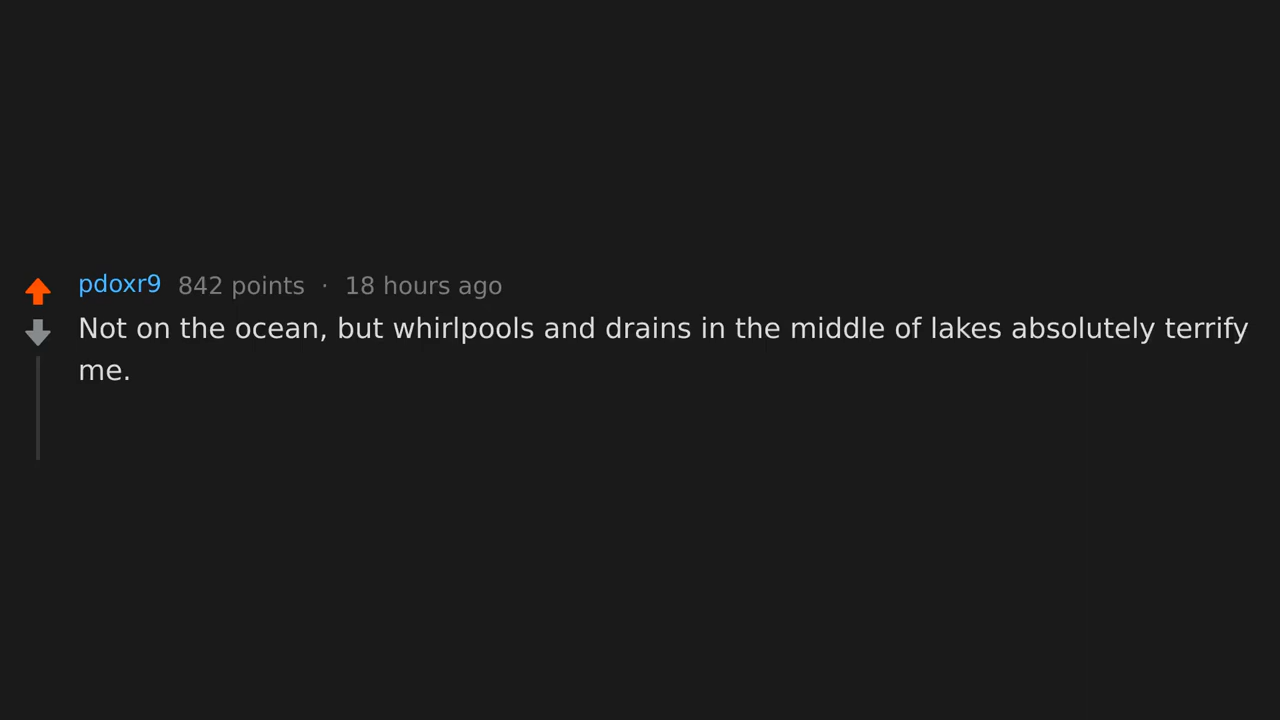 pdoxr9 842 points · 18 hours ago
Not on the ocean, but whirlpools and drains in the middle of lakes absolutely terrify
me.